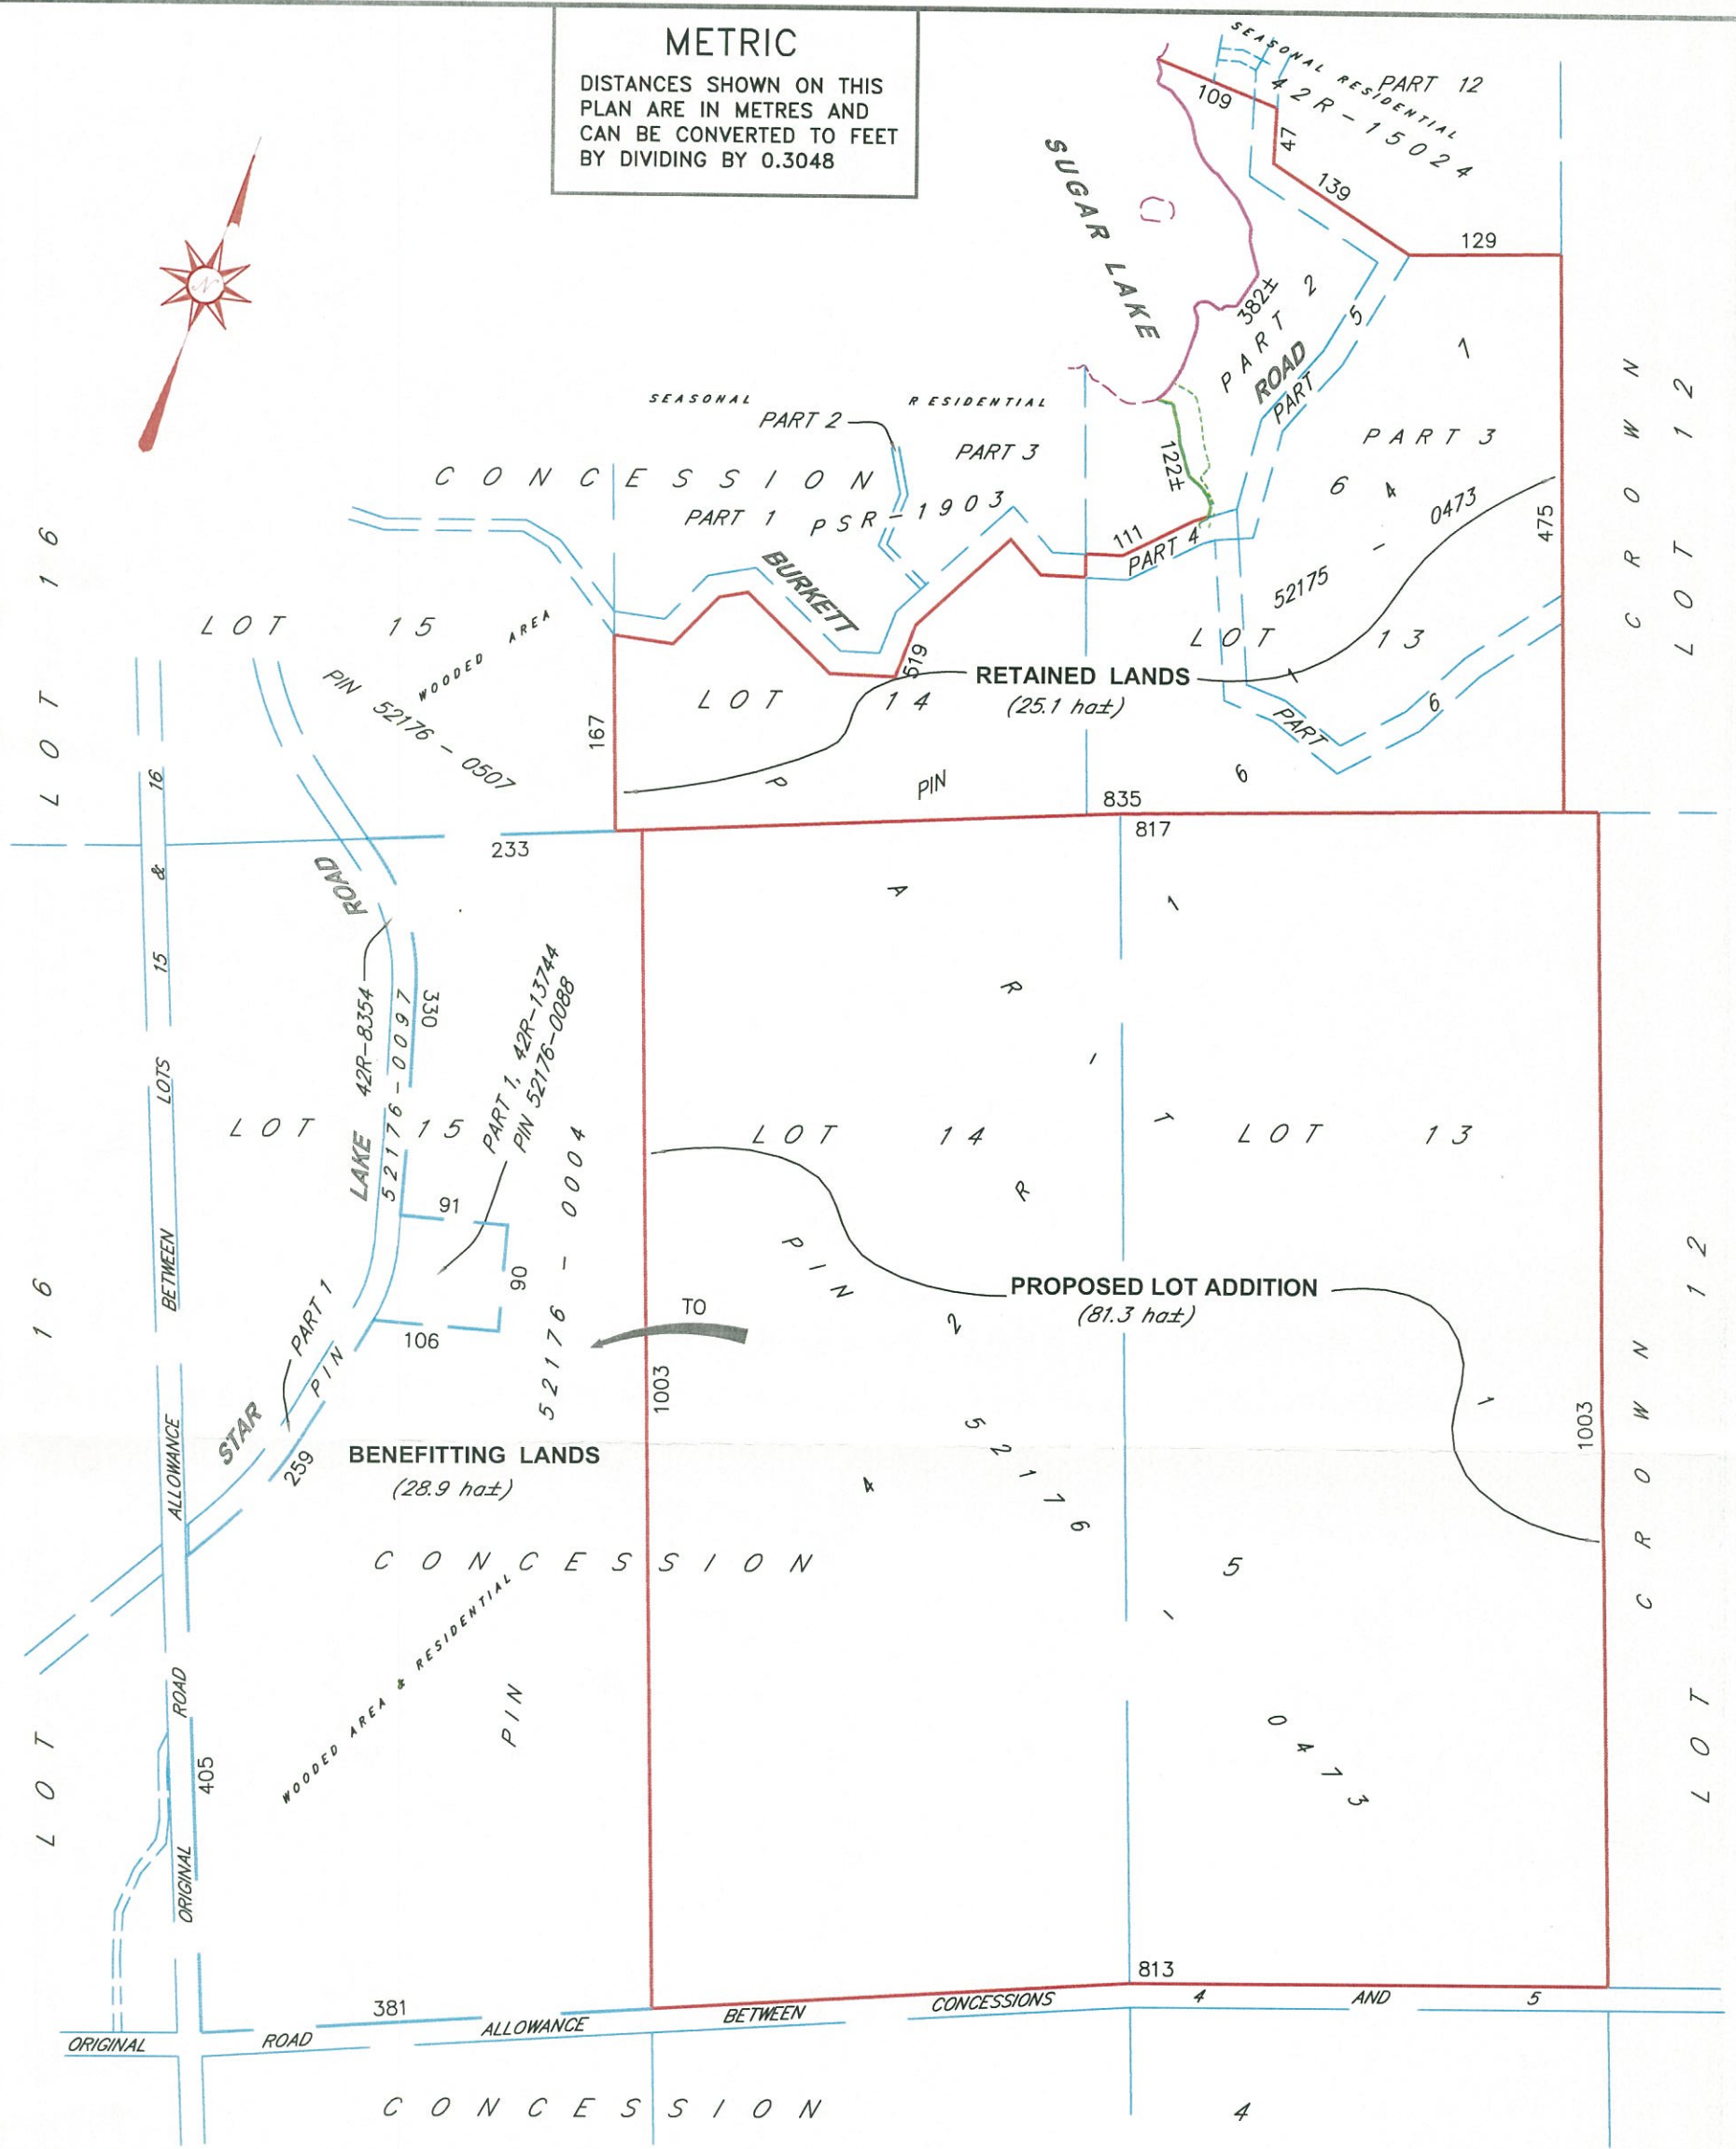 METRIC
DISTANCES SHOWN ON THIS
PLAN ARE IN METRES AND
CAN BE CONVERTED TO FEET
BY DIVIDING BY 0.3048
N
SEASONAL RESIDENTIAL
PART 12
42R-15024
109
47
139
129
SUGAR LAKE
382±
PART 2
ROAD
PART 5
1
PART 3
122±
SEASONAL RESIDENTIAL
PART 2
PART 3
CONCESSION
PART 1 PSR-1903
6
111
PART 4
BURKETT
519
52175 - 0473
475
CROWN
LOT 12
LOT 16
LOT 15
WOODED AREA
PIN 52176-0507
LOT 13
RETAINED LANDS
(25.1 ha±)
LOT 14
167
PART 6
PIN
6
P
835
817
233
ORIGINAL ROAD ALLOWANCE BETWEEN LOTS 15 & 16
STAR LAKE ROAD
42R-8354
PART 1
PIN 52176-0097
330
PART 1, 42R-13744
PIN 52176-0088
PIN 52176-0004
LOT 15
91
90
106
259
TO
1003
LOT 14
LOT 13
PARTR
PIN 52176-0473
PROPOSED LOT ADDITION
(81.3 ha±)
1003
CROWN
LOT 12
LOT 16
BENEFITTING LANDS
(28.9 ha±)
CONCESSION 5
WOODED AREA & RESIDENTIAL
405
381
813
ORIGINAL ROAD ALLOWANCE BETWEEN CONCESSIONS 4 AND 5
CONCESSION 4